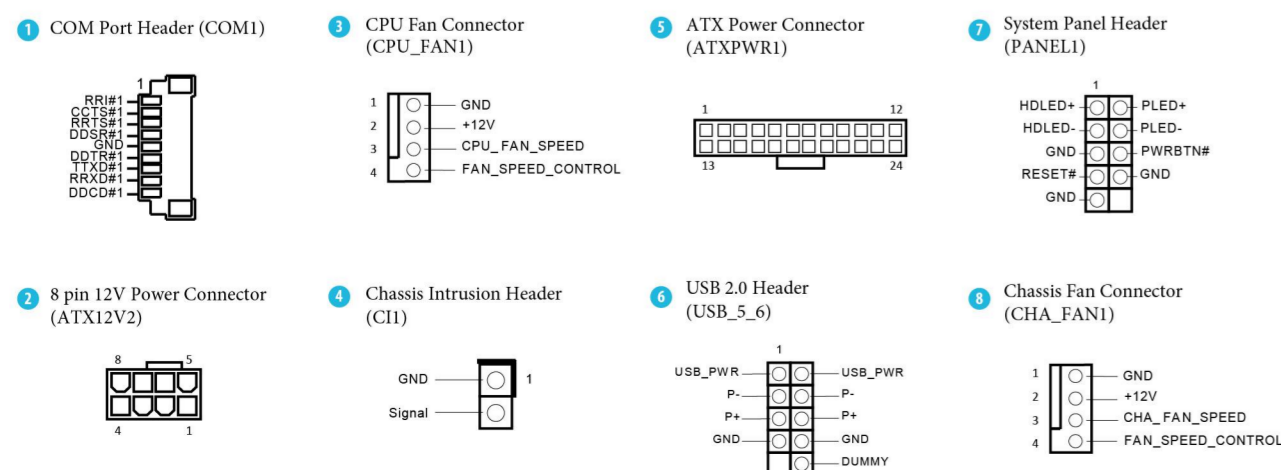 1 COM Port Header (COM1)
1
RRI#1
CCTS#1
RRTS#1
DDSR#1
GND
DDTR#1
TTXD#1
RRXD#1
DDCD#1
3 CPU Fan Connector
(CPU_FAN1)
1 GND
2 +12V
3 CPU_FAN_SPEED
4 FAN_SPEED_CONTROL
5 ATX Power Connector
(ATXPWR1)
1 12
13 24
7 System Panel Header
(PANEL1)
1
HDLED+ PLED+
HDLED- PLED-
GND PWRBTN#
RESET# GND
GND
2 8 pin 12V Power Connector
(ATX12V2)
8 5
4 1
4 Chassis Intrusion Header
(CI1)
GND 1
Signal
6 USB 2.0 Header
(USB_5_6)
1
USB_PWR USB_PWR
P- P-
P+ P+
GND GND
DUMMY
8 Chassis Fan Connector
(CHA_FAN1)
1 GND
2 +12V
3 CHA_FAN_SPEED
4 FAN_SPEED_CONTROL